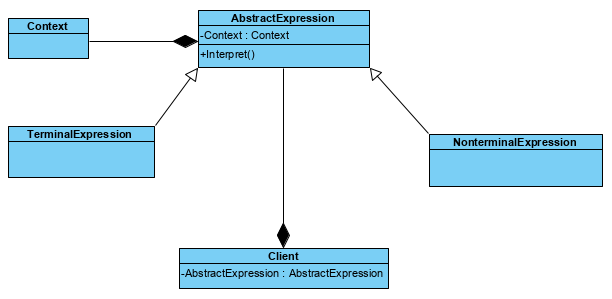 Context
AbstractExpression
-Context : Context
+Interpret()
TerminalExpression
NonterminalExpression
Client
-AbstractExpression : AbstractExpression